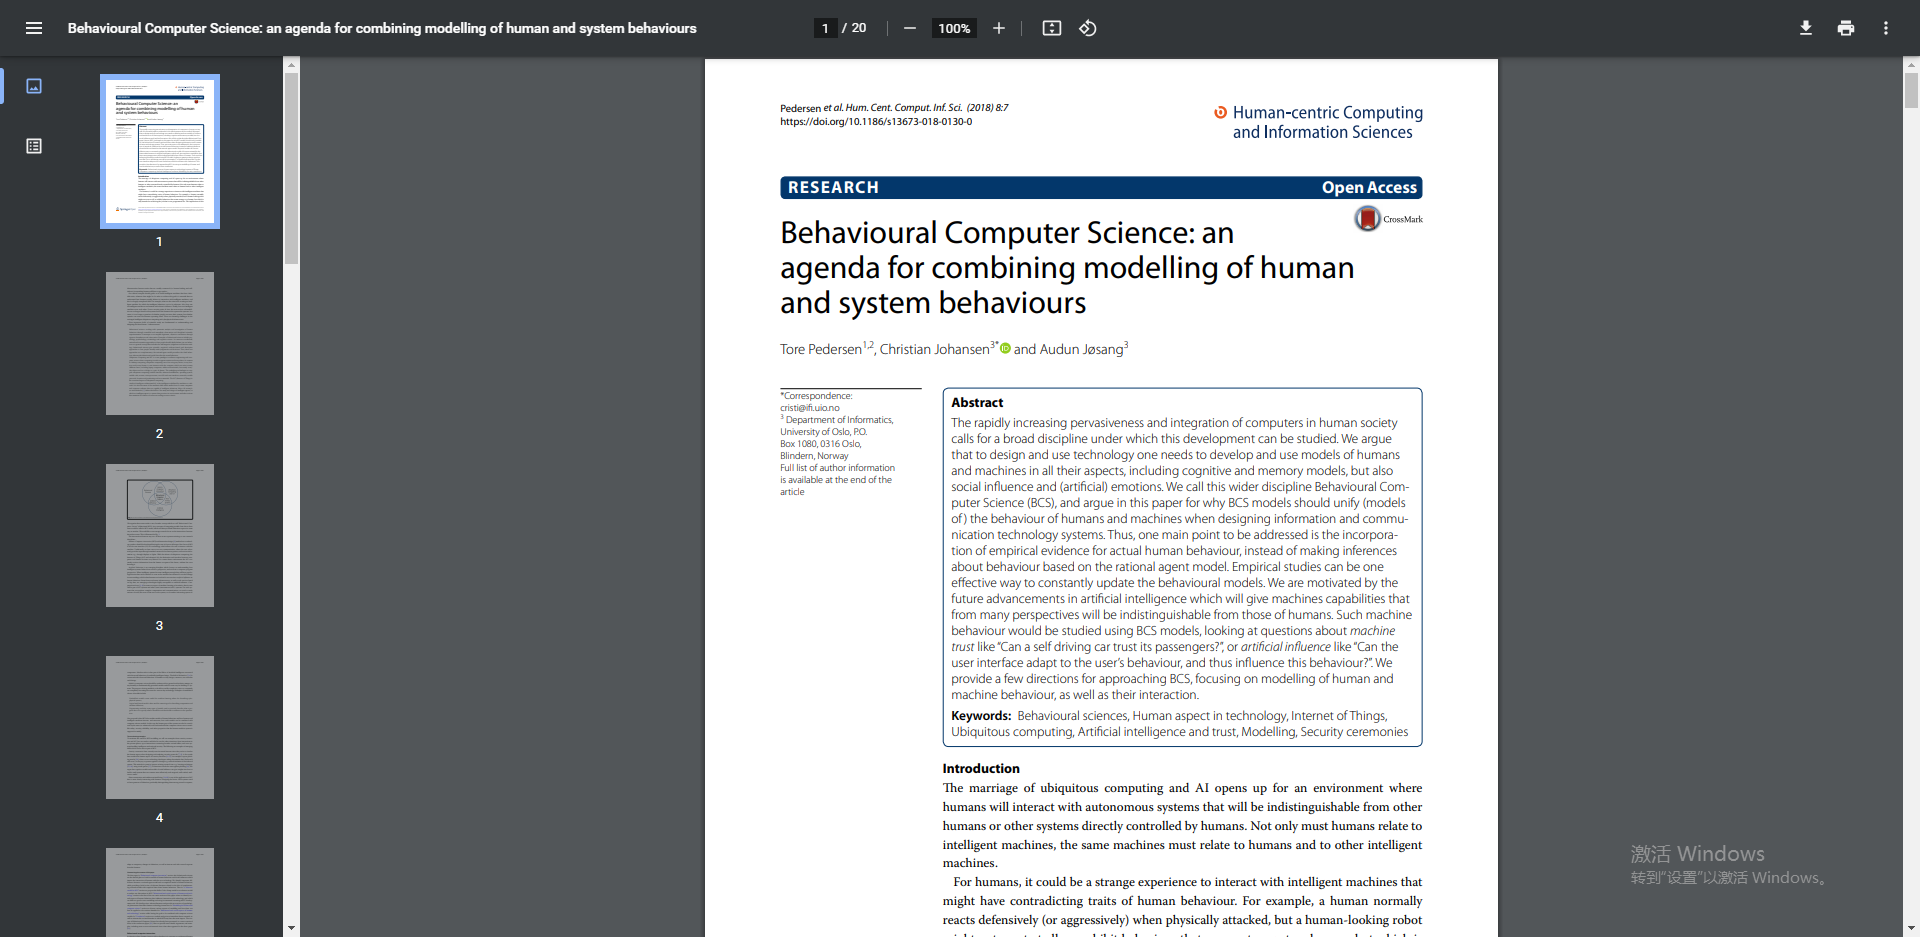 Behavioural Computer Science: an agenda for combining modelling of human and system behaviours
1 / 20
100%
1
2
3
4
Pedersen et al. Hum. Cent. Comput. Inf. Sci. (2018) 8:7
https://doi.org/10.1186/s13673-018-0130-0
Human-centric Computing
and Information Sciences
RESEARCH
Open Access
CrossMark
Behavioural Computer Science: an
agenda for combining modelling of human
and system behaviours
Tore Pedersen1,2, Christian Johansen3* and Audun Jøsang3
*Correspondence:
cristi@ifi.uio.no
3 Department of Informatics,
University of Oslo, P.O.
Box 1080, 0316 Oslo,
Blindern, Norway
Full list of author information
is available at the end of the
article
Abstract
The rapidly increasing pervasiveness and integration of computers in human society
calls for a broad discipline under which this development can be studied. We argue
that to design and use technology one needs to develop and use models of humans
and machines in all their aspects, including cognitive and memory models, but also
social influence and (artificial) emotions. We call this wider discipline Behavioural Com-
puter Science (BCS), and argue in this paper for why BCS models should unify (models
of) the behaviour of humans and machines when designing information and commu-
nication technology systems. Thus, one main point to be addressed is the incorpora-
tion of empirical evidence for actual human behaviour, instead of making inferences
about behaviour based on the rational agent model. Empirical studies can be one
effective way to constantly update the behavioural models. We are motivated by the
future advancements in artificial intelligence which will give machines capabilities that
from many perspectives will be indistinguishable from those of humans. Such machine
behaviour would be studied using BCS models, looking at questions about machine
trust like “Can a self driving car trust its passengers?”, or artificial influence like “Can the
user interface adapt to the user’s behaviour, and thus influence this behaviour?”. We
provide a few directions for approaching BCS, focusing on modelling of human and
machine behaviour, as well as their interaction.
Keywords: Behavioural sciences, Human aspect in technology, Internet of Things,
Ubiquitous computing, Artificial intelligence and trust, Modelling, Security ceremonies
Introduction
The marriage of ubiquitous computing and AI opens up for an environment where
humans will interact with autonomous systems that will be indistinguishable from other
humans or other systems directly controlled by humans. Not only must humans relate to
intelligent machines, the same machines must relate to humans and to other intelligent
machines.
For humans, it could be a strange experience to interact with intelligent machines that
might have contradicting traits of human behaviour. For example, a human normally
reacts defensively (or aggressively) when physically attacked, but a human-looking robot
激活 Windows
转到“设置”以激活 Windows。